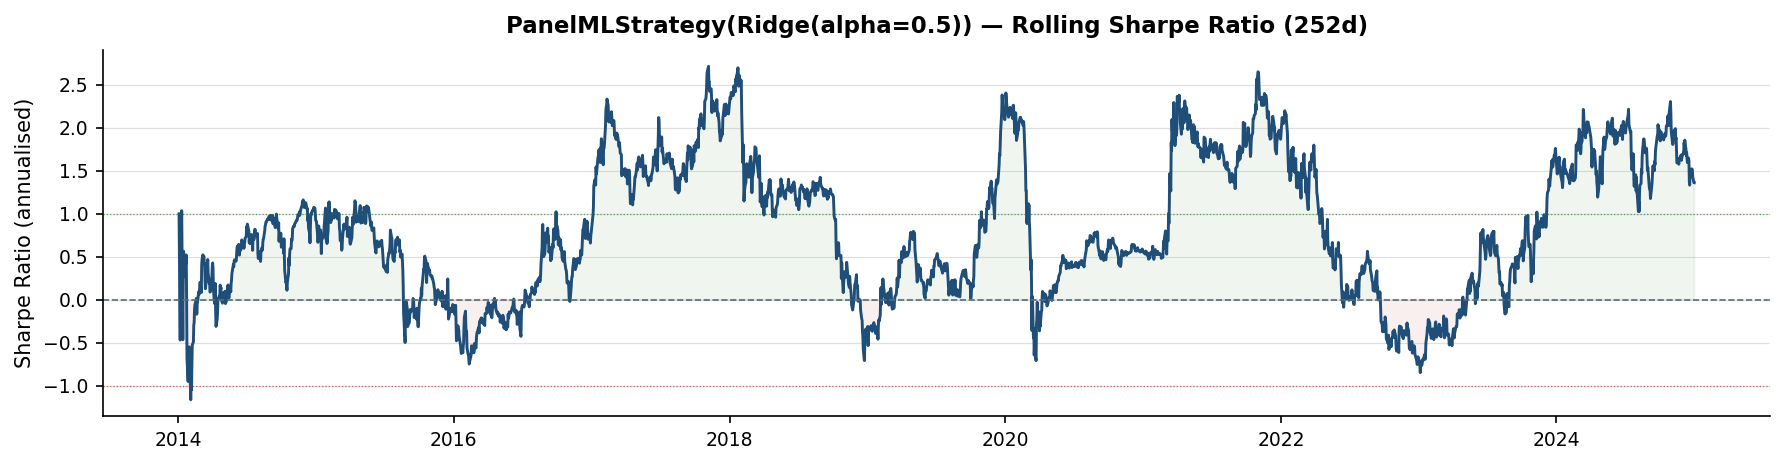 PanelMLStrategy(Ridge(alpha=0.5)) — Rolling Sharpe Ratio (252d)
Sharpe Ratio (annualised)
2.5
2.0
1.5
1.0
0.5
0.0
−0.5
−1.0
2014 2016 2018 2020 2022 2024